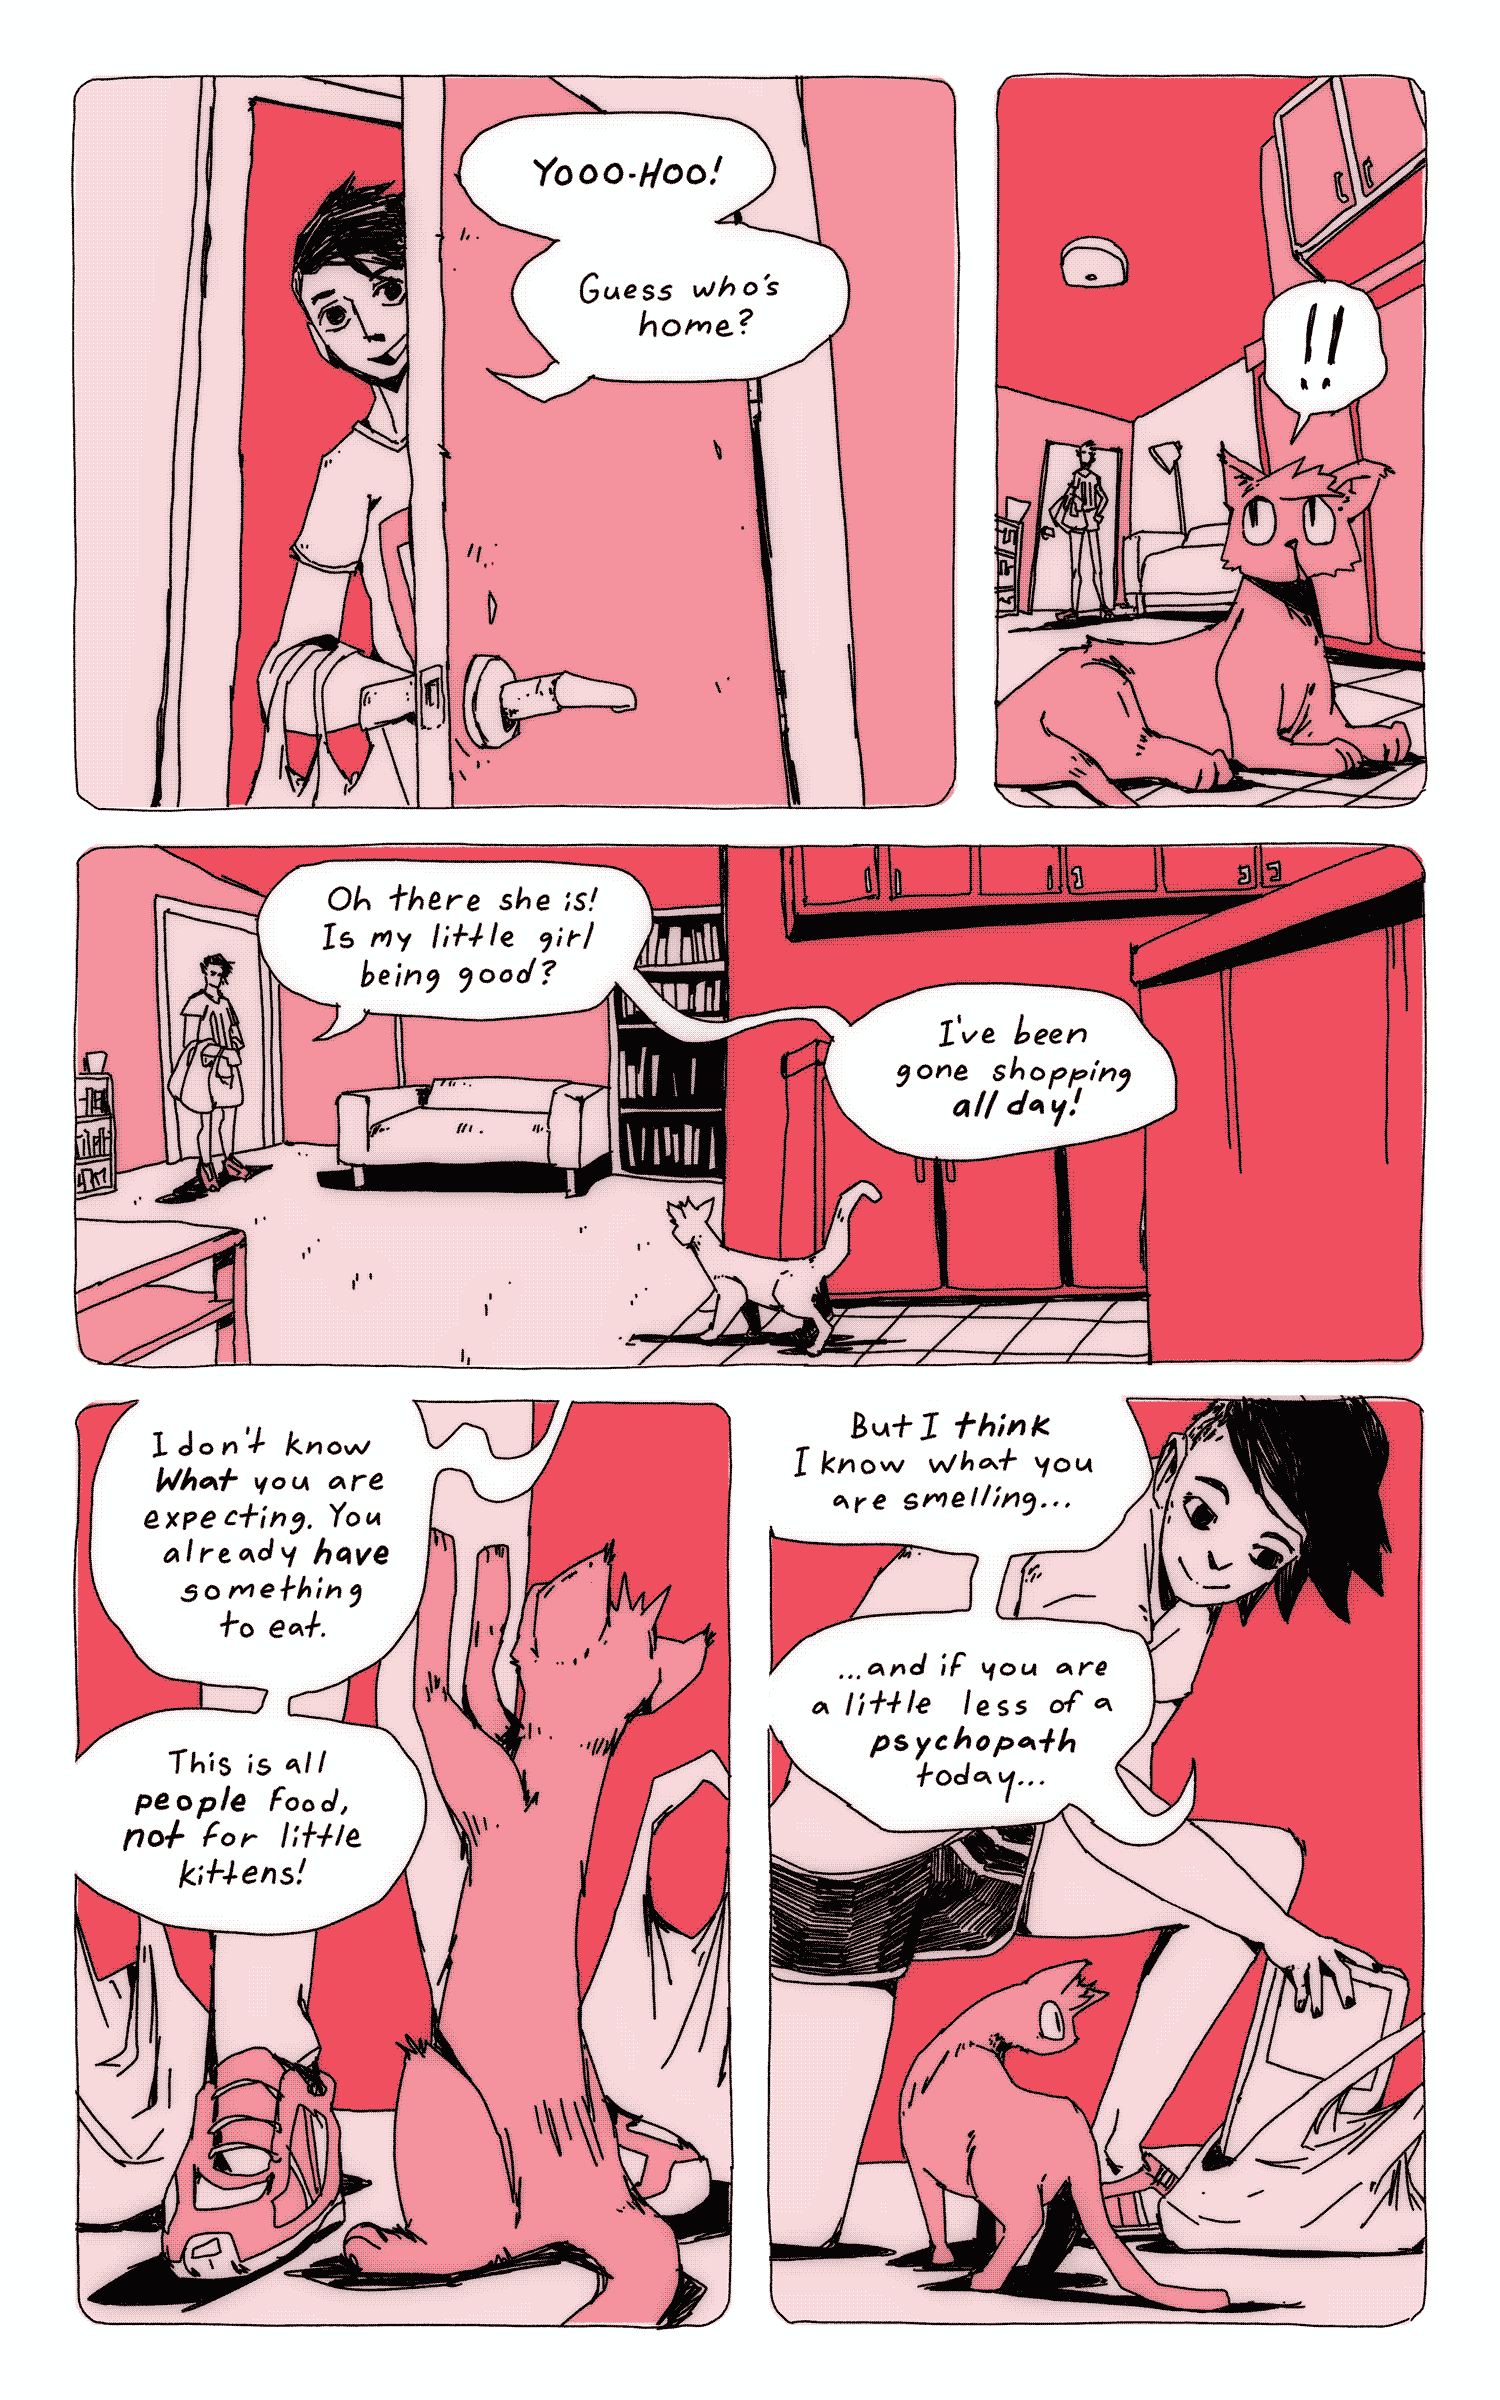 Yooo-Hoo!
Guess who's
home?
!!
Oh there she is!
Is my little girl
being good?
I've been
gone shopping
all day!
I don't know
What you are
expecting. You
already have
something
to eat.
This is all
people food,
not for little
kittens!
But I think
I know what you
are smelling...
...and if you are
a little less of a
psychopath
today...